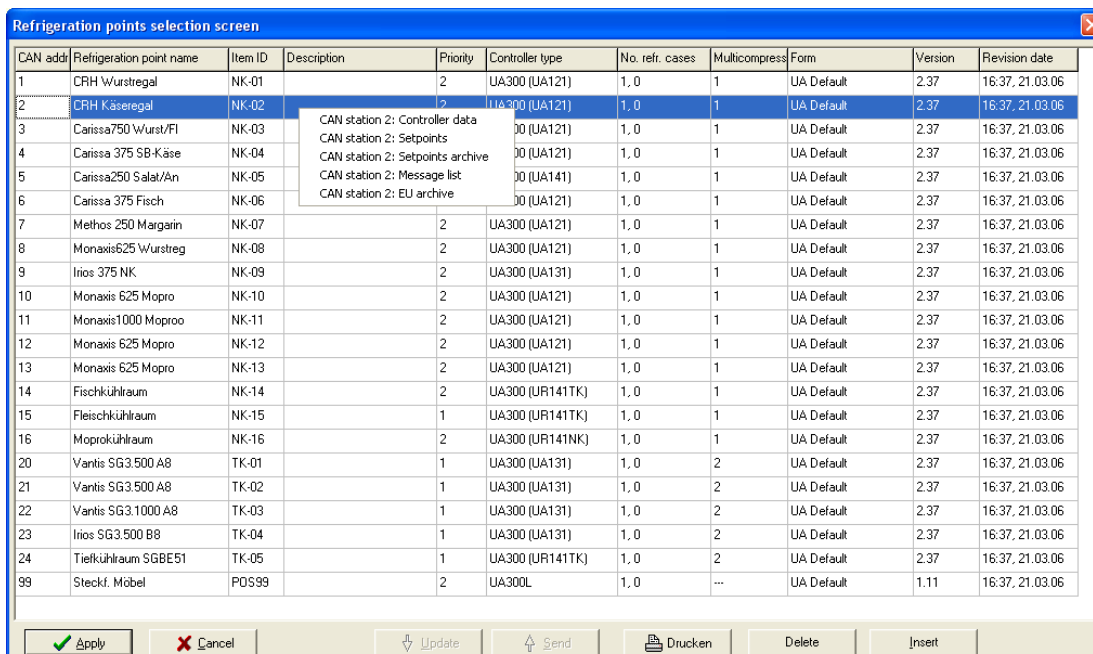 Refrigeration points selection screen
CAN addr Refrigeration point name Item ID Description Priority Controller type No. refr. cases Multicompress Form Version Revision date
1 CRH Wurstregal NK-01 2 UA300 (UA121) 1, 0 1 UA Default 2.37 16:37, 21.03.06
2 CRH Käseregal NK-02 2 UA300 (UA121) 1, 0 1 UA Default 2.37 16:37, 21.03.06
CAN station 2: Controller data
3 Carissa750 Wurst/Fl NK-03 00 (UA121) 1, 0 1 UA Default 2.37 16:37, 21.03.06
CAN station 2: Setpoints
4 Carissa 375 SB-Käse NK-04 00 (UA121) 1, 0 1 UA Default 2.37 16:37, 21.03.06
CAN station 2: Setpoints archive
5 Carissa250 Salat/An NK-05 00 (UA141) 1, 0 1 UA Default 2.37 16:37, 21.03.06
CAN station 2: Message list
6 Carissa 375 Fisch NK-06 00 (UA121) 1, 0 1 UA Default 2.37 16:37, 21.03.06
CAN station 2: EU archive
7 Methos 250 Margarin NK-07 2 UA300 (UA121) 1, 0 1 UA Default 2.37 16:37, 21.03.06
8 Monaxis625 Wurstreg NK-08 2 UA300 (UA121) 1, 0 1 UA Default 2.37 16:37, 21.03.06
9 Irios 375 NK NK-09 2 UA300 (UA131) 1, 0 1 UA Default 2.37 16:37, 21.03.06
10 Monaxis 625 Mopro NK-10 2 UA300 (UA121) 1, 0 1 UA Default 2.37 16:37, 21.03.06
11 Monaxis1000 Moproo NK-11 2 UA300 (UA121) 1, 0 1 UA Default 2.37 16:37, 21.03.06
12 Monaxis 625 Mopro NK-12 2 UA300 (UA121) 1, 0 1 UA Default 2.37 16:37, 21.03.06
13 Monaxis 625 Mopro NK-13 2 UA300 (UA121) 1, 0 1 UA Default 2.37 16:37, 21.03.06
14 Fischkühlraum NK-14 2 UA300 (UR141TK) 1, 0 1 UA Default 2.37 16:37, 21.03.06
15 Fleischkühlraum NK-15 1 UA300 (UR141TK) 1, 0 1 UA Default 2.37 16:37, 21.03.06
16 Moprokühlraum NK-16 2 UA300 (UR141NK) 1, 0 1 UA Default 2.37 16:37, 21.03.06
20 Vantis SG3.500 A8 TK-01 1 UA300 (UA131) 1, 0 2 UA Default 2.37 16:37, 21.03.06
21 Vantis SG3.500 A8 TK-02 1 UA300 (UA131) 1, 0 2 UA Default 2.37 16:37, 21.03.06
22 Vantis SG3.1000 A8 TK-03 1 UA300 (UA131) 1, 0 2 UA Default 2.37 16:37, 21.03.06
23 Irios SG3.500 B8 TK-04 1 UA300 (UA131) 1, 0 2 UA Default 2.37 16:37, 21.03.06
24 Tiefkühlraum SGBE51 TK-05 1 UA300 (UR141TK) 1, 0 2 UA Default 2.37 16:37, 21.03.06
99 Steckf. Möbel POS99 2 UA300L 1, 0 --- UA Default 1.11 16:37, 21.03.06
Apply Cancel Update Send Drucken Delete Insert